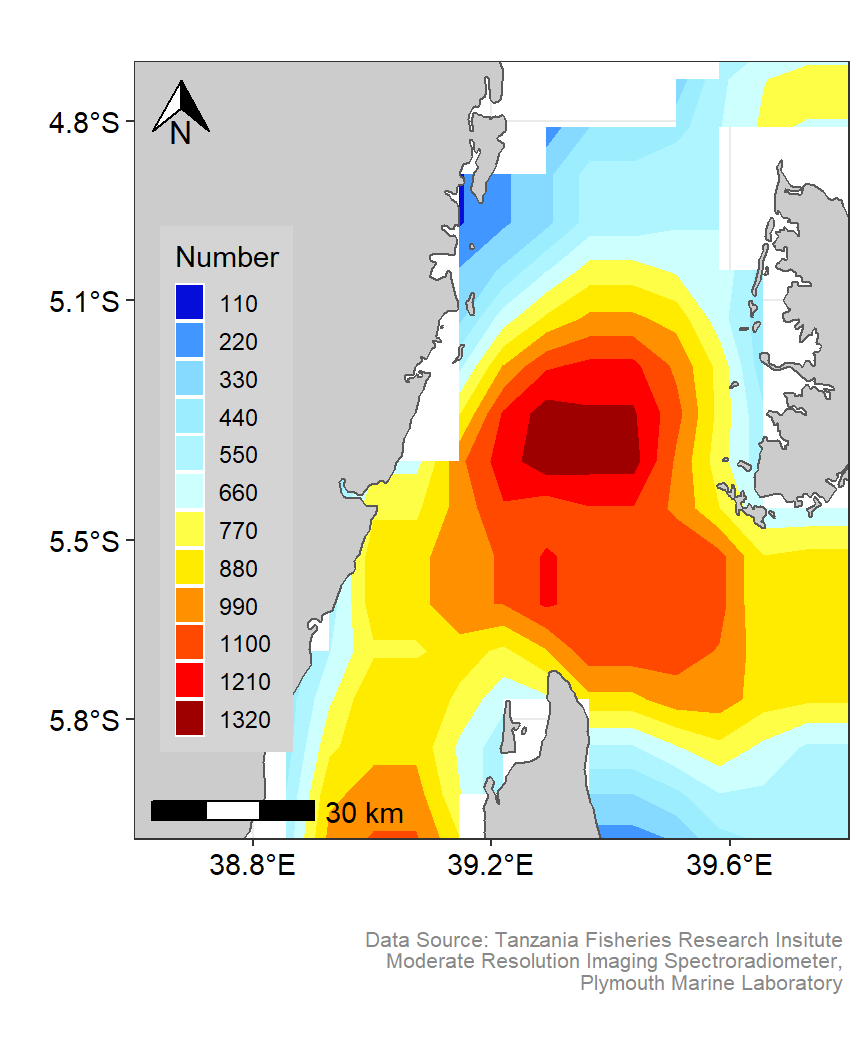 4.8°S
N
Number
110
5.1°S
220
330
440
550
660
770
5.5°S
880
990
1100
1210
1320
5.8°S
30 km
38.8°E 39.2°E 39.6°E
Data Source: Tanzania Fisheries Research Insitute
Moderate Resolution Imaging Spectroradiometer,
Plymouth Marine Laboratory